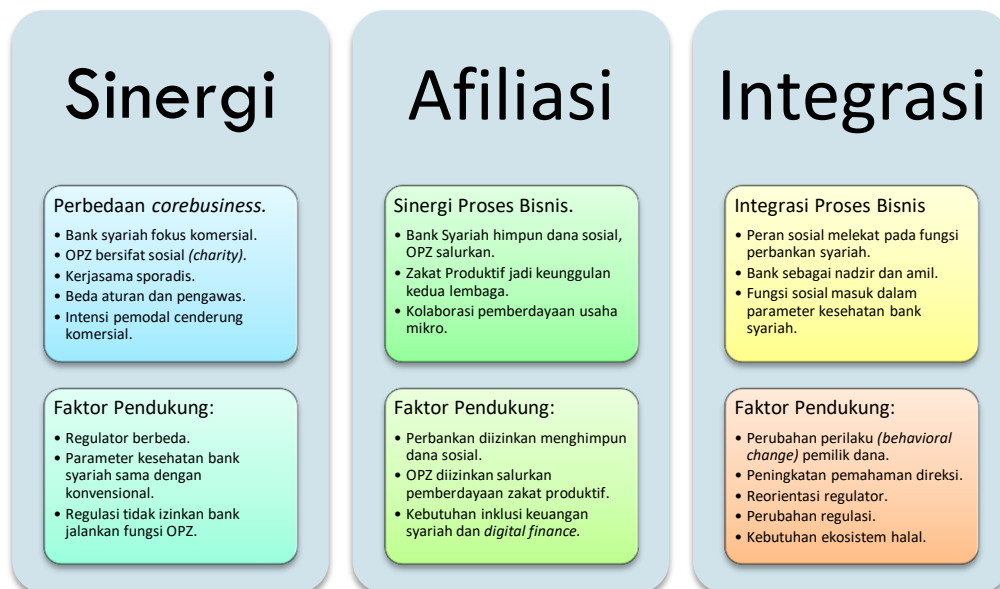 Sinergi
Perbedaan corebusiness.
• Bank syariah fokus komersial.
• OPZ bersifat sosial (charity).
• Kerjasama sporadis.
• Beda aturan dan pengawas.
• Intensi pemodal cenderung
komersial.
Faktor Pendukung:
• Regulator berbeda.
• Parameter kesehatan bank
syariah sama dengan
konvensional.
• Regulasi tidak izinkan bank
jalankan fungsi OPZ.
Afiliasi
Sinergi Proses Bisnis.
• Bank Syariah himpun dana sosial,
OPZ salurkan.
• Zakat Produktif jadi keunggulan
kedua lembaga.
• Kolaborasi pemberdayaan usaha
mikro.
Faktor Pendukung:
• Perbankan diizinkan menghimpun
dana sosial.
• OPZ diizinkan salurkan
pemberdayaan zakat produktif.
• Kebutuhan inklusi keuangan
syariah dan digital finance.
Integrasi
Integrasi Proses Bisnis
• Peran sosial melekat pada fungsi
perbankan syariah.
• Bank sebagai nadzir dan amil.
• Fungsi sosial masuk dalam
parameter kesehatan bank
syariah.
Faktor Pendukung:
• Perubahan perilaku (behavioral
change) pemilik dana.
• Peningkatan pemahaman direksi.
• Reorientasi regulator.
• Perubahan regulasi.
• Kebutuhan ekosistem halal.